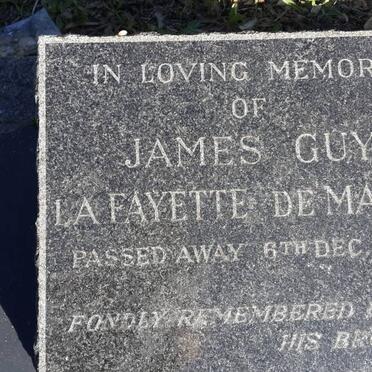 IN LOVING MEMOR
OF
JAMES GUY
LA FAYETTE DE MA
PASSED AWAY 6TH DEC.
FONDLY REMEMBERED
HIS BR